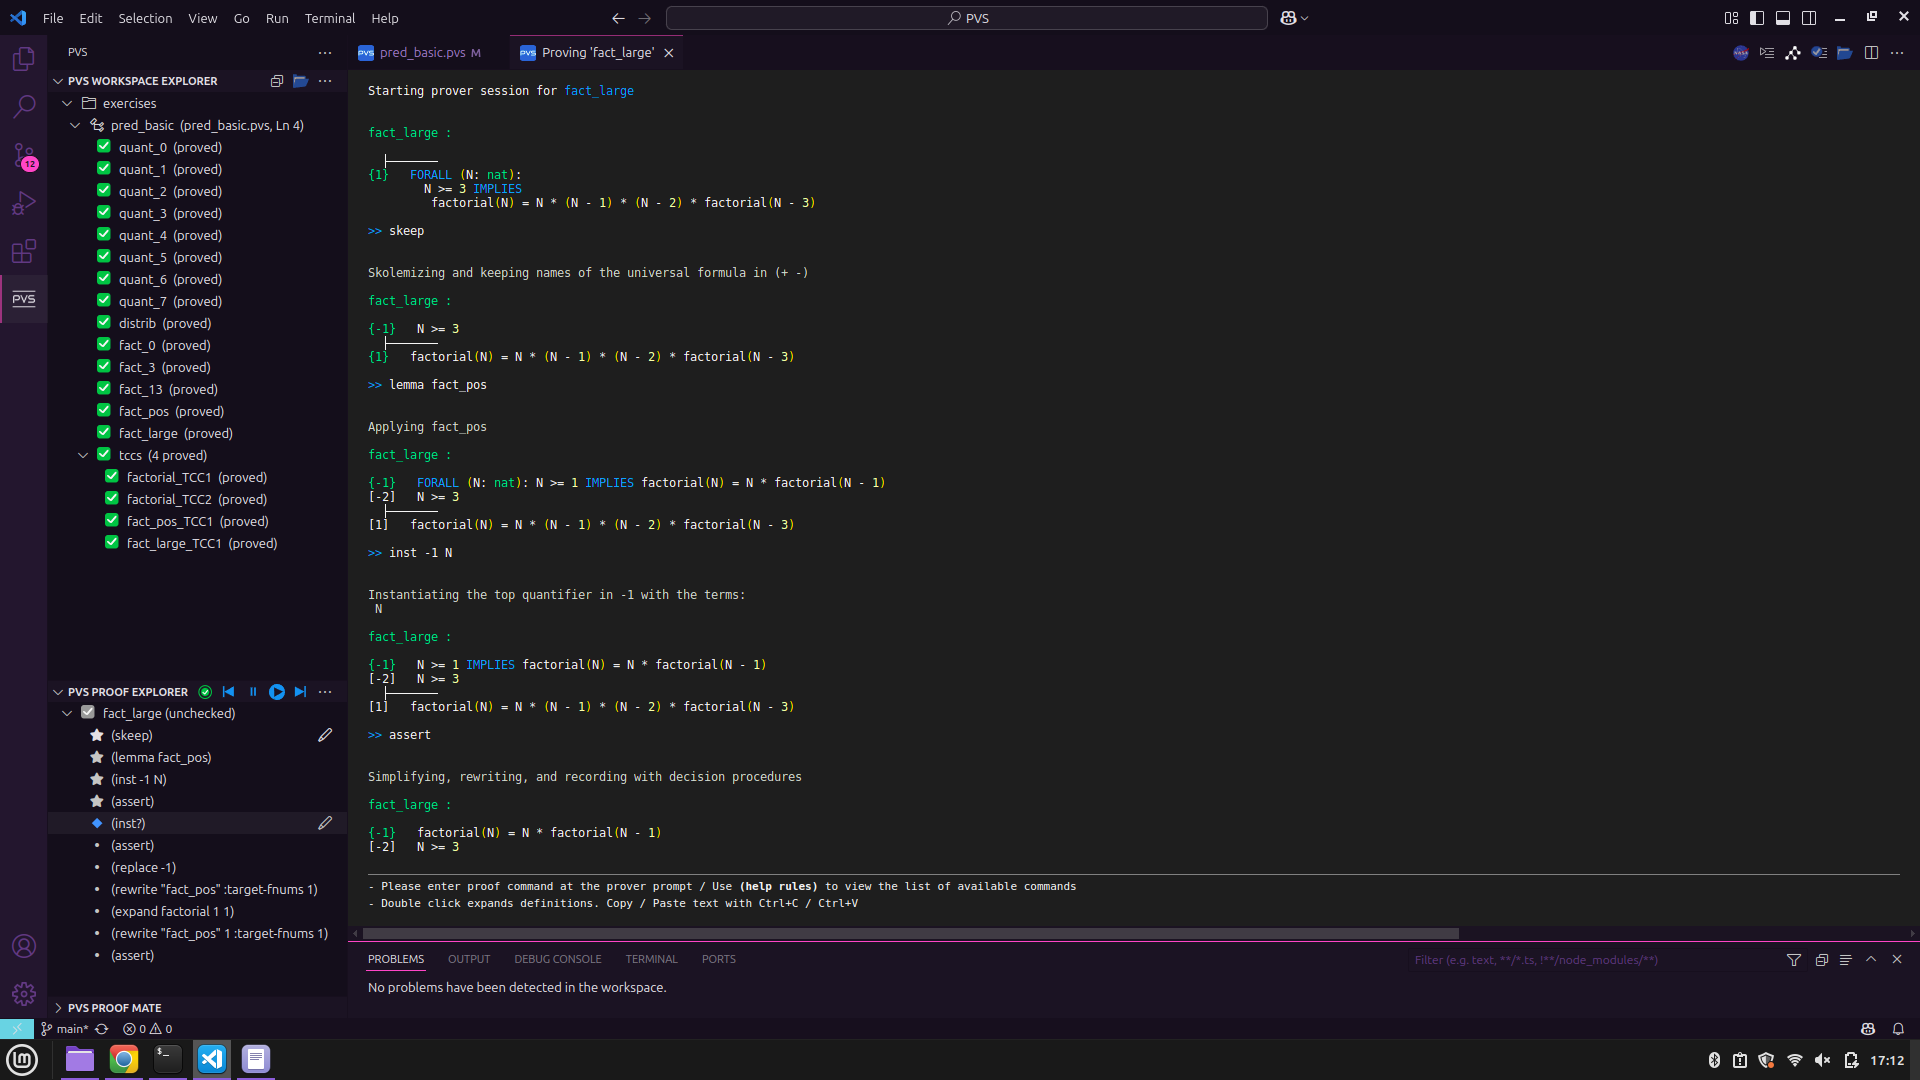 File Edit Selection View Go Run Terminal Help
PVS
PVS
pred_basic.pvs M
Proving 'fact_large'
PVS WORKSPACE EXPLORER
exercises
pred_basic (pred_basic.pvs, Ln 4)
quant_0 (proved)
quant_1 (proved)
quant_2 (proved)
quant_3 (proved)
quant_4 (proved)
quant_5 (proved)
quant_6 (proved)
quant_7 (proved)
distrib (proved)
fact_0 (proved)
fact_3 (proved)
fact_13 (proved)
fact_pos (proved)
fact_large (proved)
tccs (4 proved)
factorial_TCC1 (proved)
factorial_TCC2 (proved)
fact_pos_TCC1 (proved)
fact_large_TCC1 (proved)
12
PVS
PVS PROOF EXPLORER
fact_large (unchecked)
(skeep)
(lemma fact_pos)
(inst -1 N)
(assert)
(inst?)
(assert)
(replace -1)
(rewrite "fact_pos" :target-fnums 1)
(expand factorial 1 1)
(rewrite "fact_pos" 1 :target-fnums 1)
(assert)
PVS PROOF MATE
Starting prover session for fact_large
fact_large :
{1} FORALL (N: nat):
N >= 3 IMPLIES
factorial(N) = N * (N - 1) * (N - 2) * factorial(N - 3)
>> skeep
Skolemizing and keeping names of the universal formula in (+ -)
fact_large :
{-1} N >= 3
{1} factorial(N) = N * (N - 1) * (N - 2) * factorial(N - 3)
>> lemma fact_pos
Applying fact_pos
fact_large :
{-1} FORALL (N: nat): N >= 1 IMPLIES factorial(N) = N * factorial(N - 1)
[-2] N >= 3
[1] factorial(N) = N * (N - 1) * (N - 2) * factorial(N - 3)
>> inst -1 N
Instantiating the top quantifier in -1 with the terms:
N
fact_large :
{-1} N >= 1 IMPLIES factorial(N) = N * factorial(N - 1)
[-2] N >= 3
[1] factorial(N) = N * (N - 1) * (N - 2) * factorial(N - 3)
>> assert
Simplifying, rewriting, and recording with decision procedures
fact_large :
{-1} factorial(N) = N * factorial(N - 1)
[-2] N >= 3
- Please enter proof command at the prover prompt / Use (help rules) to view the list of available commands
- Double click expands definitions. Copy / Paste text with Ctrl+C / Ctrl+V
PROBLEMS OUTPUT DEBUG CONSOLE TERMINAL PORTS
Filter (e.g. text, **/*.ts, !**/node_modules/**)
No problems have been detected in the workspace.
main* 0 0
17:12